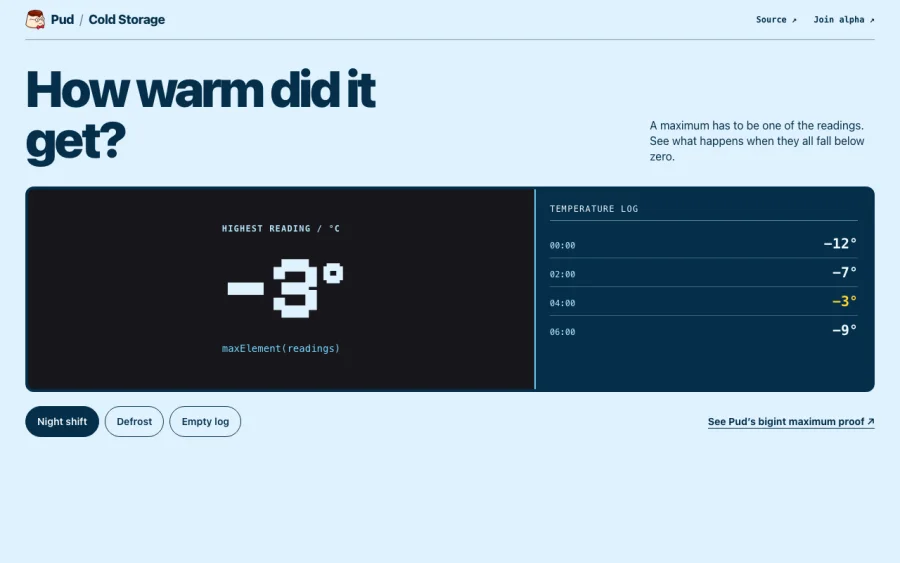 Pud / Cold Storage
Source ↗
Join alpha ↗
How warm did it
get?
A maximum has to be one of the readings.
See what happens when they all fall below
zero.
HIGHEST READING / °C
−3°
maxElement(readings)
TEMPERATURE LOG
00:00 −12°
02:00 −7°
04:00 −3°
06:00 −9°
Night shift
Defrost
Empty log
See Pud’s bigint maximum proof ↗